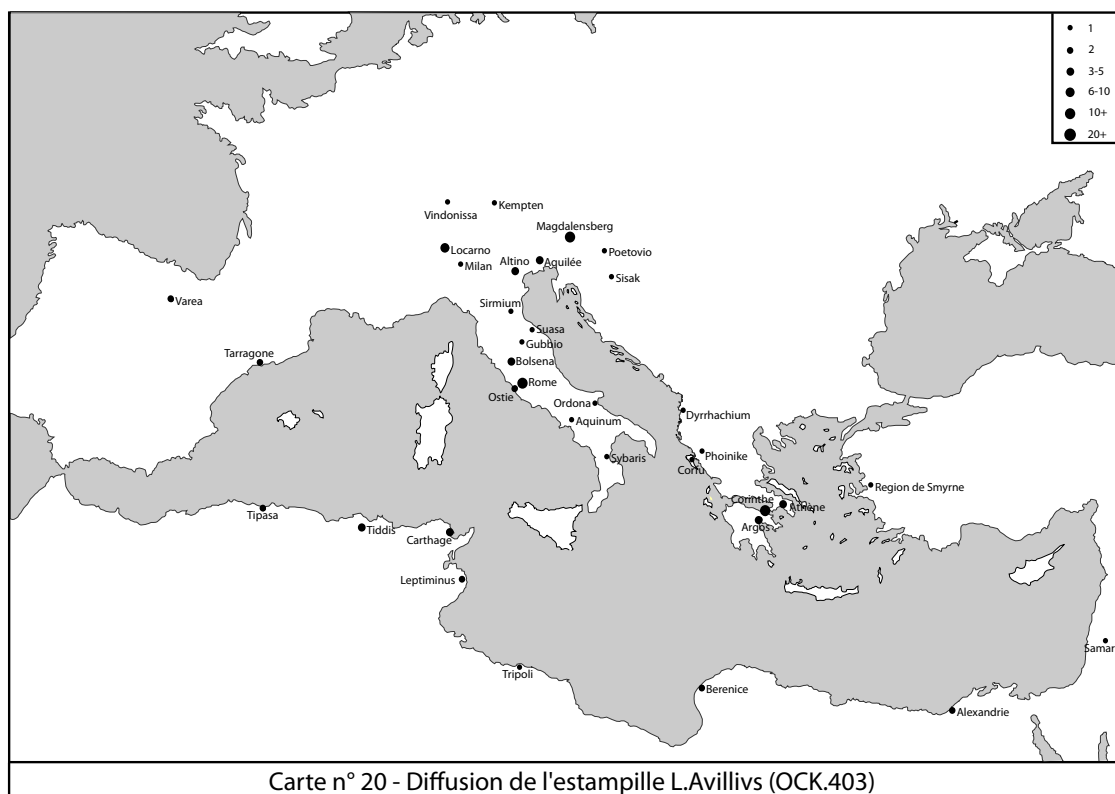 1
2
3-5
6-10
10+
20+
Vindonissa
Kempten
Magdalensberg
Locarno
Milan
Altino
Aquilée
Poetovio
Sisak
Varea
Sirmium
Suasa
Gubbio
Tarragone
Bolsena
Rome
Ostie
Ordona
Aquinum
Dyrrhachium
Sybaris
Phoinike
Corfu
Region de Smyrne
Corinthe
Athène
Argos
Tipasa
Tiddis
Carthage
Leptiminus
Samar
Tripoli
Berenice
Alexandrie
Carte n° 20 - Diffusion de l'estampille L.Avillivs (OCK.403)